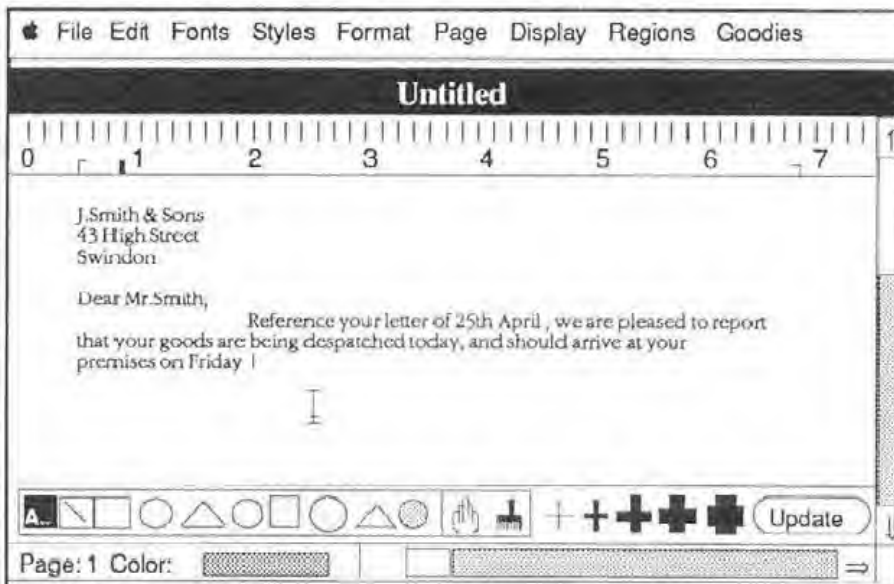 File Edit Fonts Styles Format Page Display Regions Goodies
Untitled
0 1 2 3 4 5 6 7
J.Smith & Sons
43 High Street
Swindon
Dear Mr.Smith,
Reference your letter of 25th April , we are pleased to report
that your goods are being despatched today, and should arrive at your
premises on Friday
A
Update
Page: 1 Color: